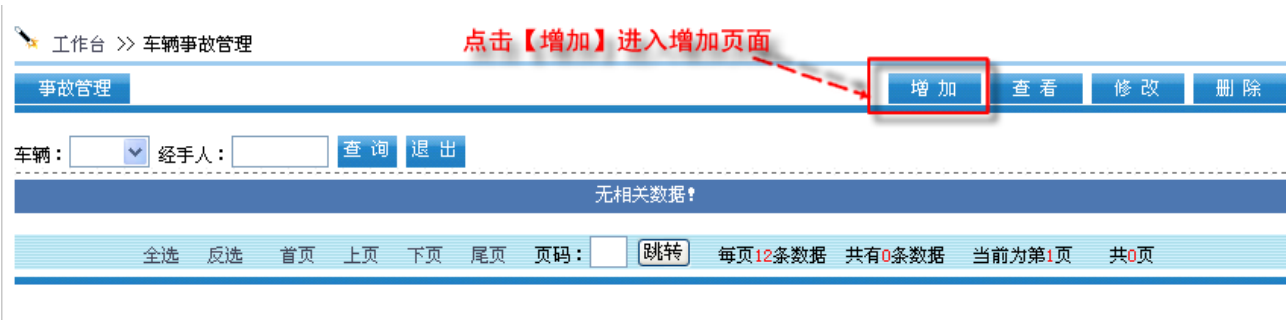 工作台 >> 车辆事故管理
点击【增加】进入增加页面
事故管理 增 加 查 看 修 改 删 除
车辆： 经手人： 查 询 退 出
无相关数据！
全选 反选 首页 上页 下页 尾页 页码： 跳转 每页12条数据 共有0条数据 当前为第1页 共0页